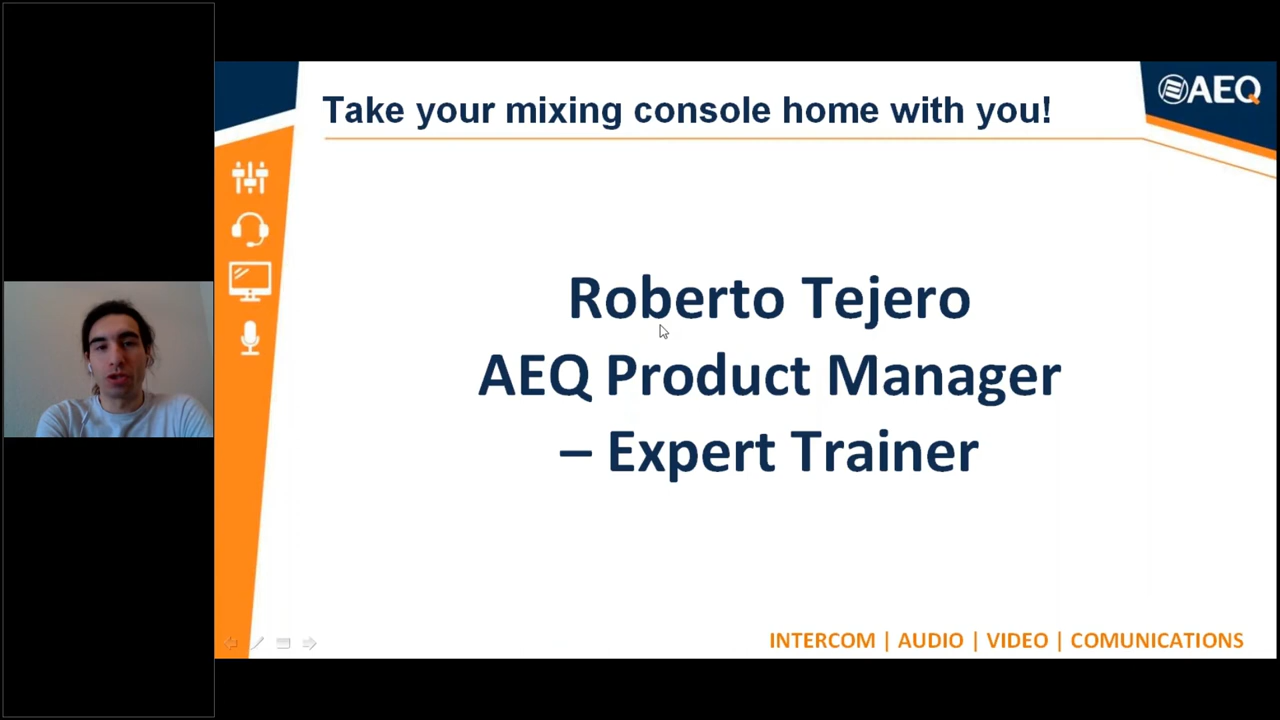 Take your mixing console home with you!
AEQ
Roberto Tejero
AEQ Product Manager
– Expert Trainer
INTERCOM | AUDIO | VIDEO | COMUNICATIONS